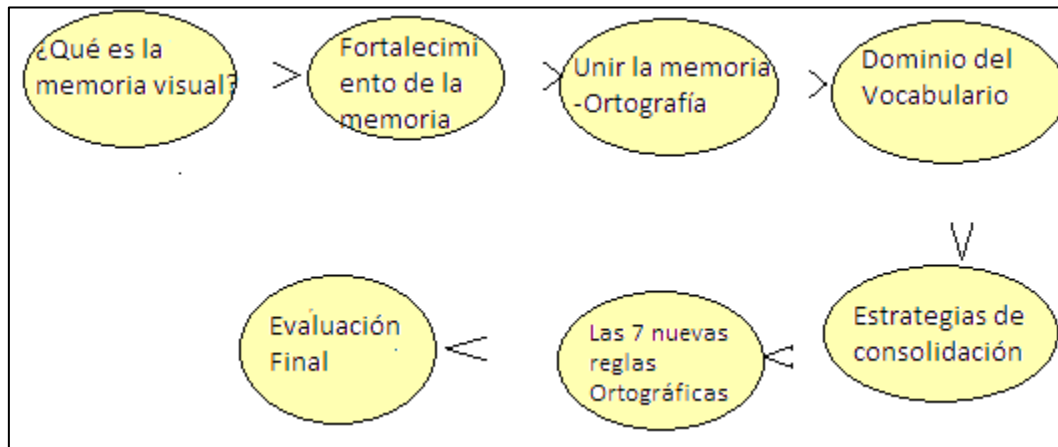 ¿Qué es la
memoria visual?
Fortalecimi
ento de la
memoria
Unir la memoria
-Ortografía
Dominio del
Vocabulario
Estrategias de
consolidación
Las 7 nuevas
reglas
Ortográficas
Evaluación
Final